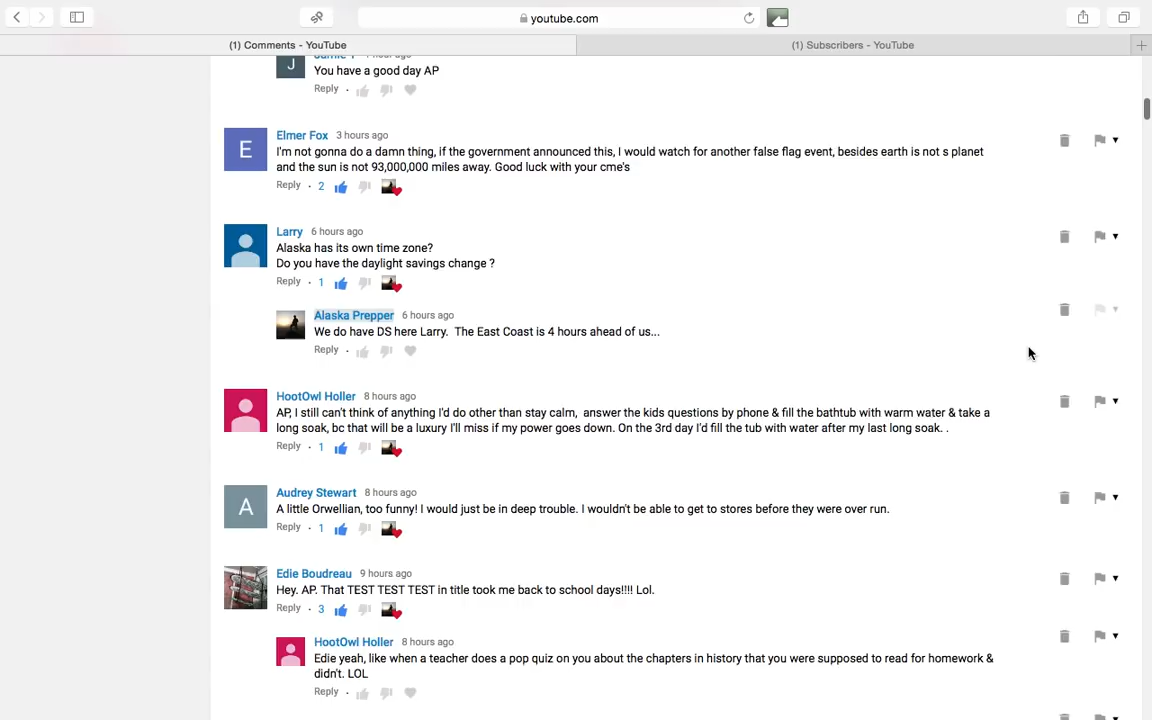 youtube.com
(1) Comments - YouTube
(1) Subscribers - YouTube
J
You have a good day AP
Reply
E
Elmer Fox 3 hours ago
I'm not gonna do a damn thing, if the government announced this, I would watch for another false flag event, besides earth is not s planet
and the sun is not 93,000,000 miles away. Good luck with your cme's
Reply · 2
Larry 6 hours ago
Alaska has its own time zone?
Do you have the daylight savings change ?
Reply · 1
Alaska Prepper 6 hours ago
We do have DS here Larry. The East Coast is 4 hours ahead of us...
Reply ·
HootOwl Holler 8 hours ago
AP, I still can't think of anything I'd do other than stay calm, answer the kids questions by phone & fill the bathtub with warm water & take a
long soak, bc that will be a luxury I'll miss if my power goes down. On the 3rd day I'd fill the tub with water after my last long soak. .
Reply · 1
A
Audrey Stewart 8 hours ago
A little Orwellian, too funny! I would just be in deep trouble. I wouldn't be able to get to stores before they were over run.
Reply · 1
Edie Boudreau 9 hours ago
Hey. AP. That TEST TEST TEST in title took me back to school days!!!! Lol.
Reply · 3
HootOwl Holler 8 hours ago
Edie yeah, like when a teacher does a pop quiz on you about the chapters in history that you were supposed to read for homework &
didn't. LOL
Reply ·